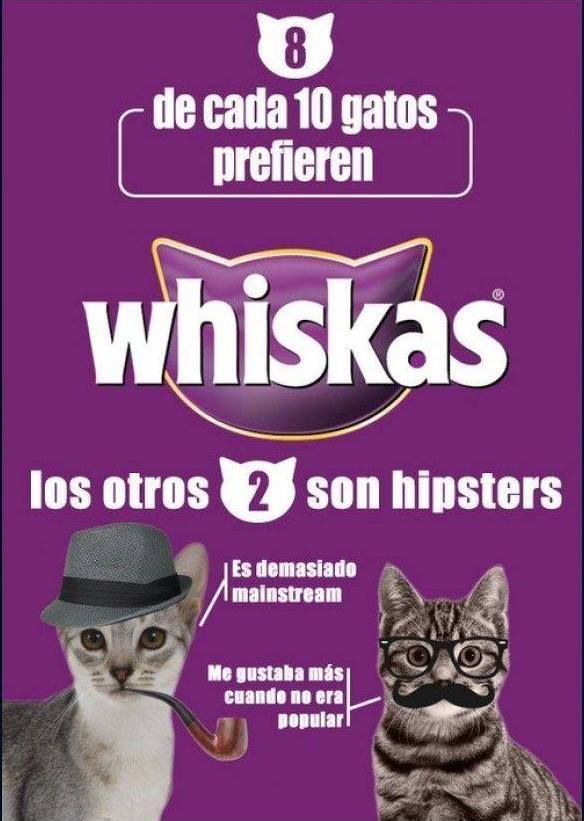 8
de cada 10 gatos
prefieren
whiskas®
los otros 2 son hipsters
Es demasiado
mainstream
Me gustaba más
cuando no era
popular